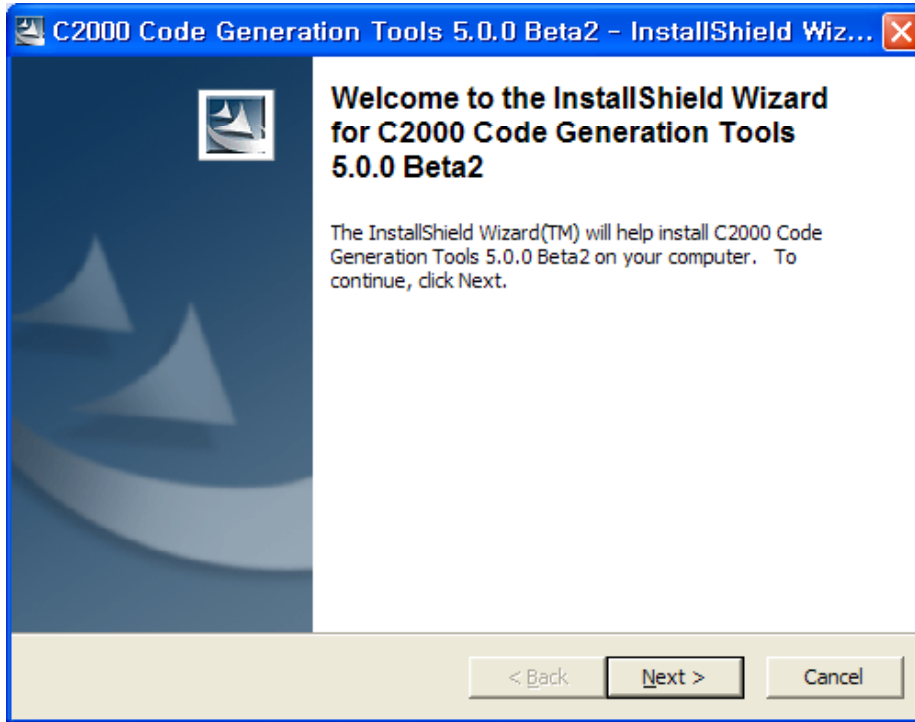 C2000 Code Generation Tools 5.0.0 Beta2 - InstallShield Wiz...
Welcome to the InstallShield Wizard
for C2000 Code Generation Tools
5.0.0 Beta2
The InstallShield Wizard(TM) will help install C2000 Code
Generation Tools 5.0.0 Beta2 on your computer. To
continue, click Next.
< Back Next > Cancel